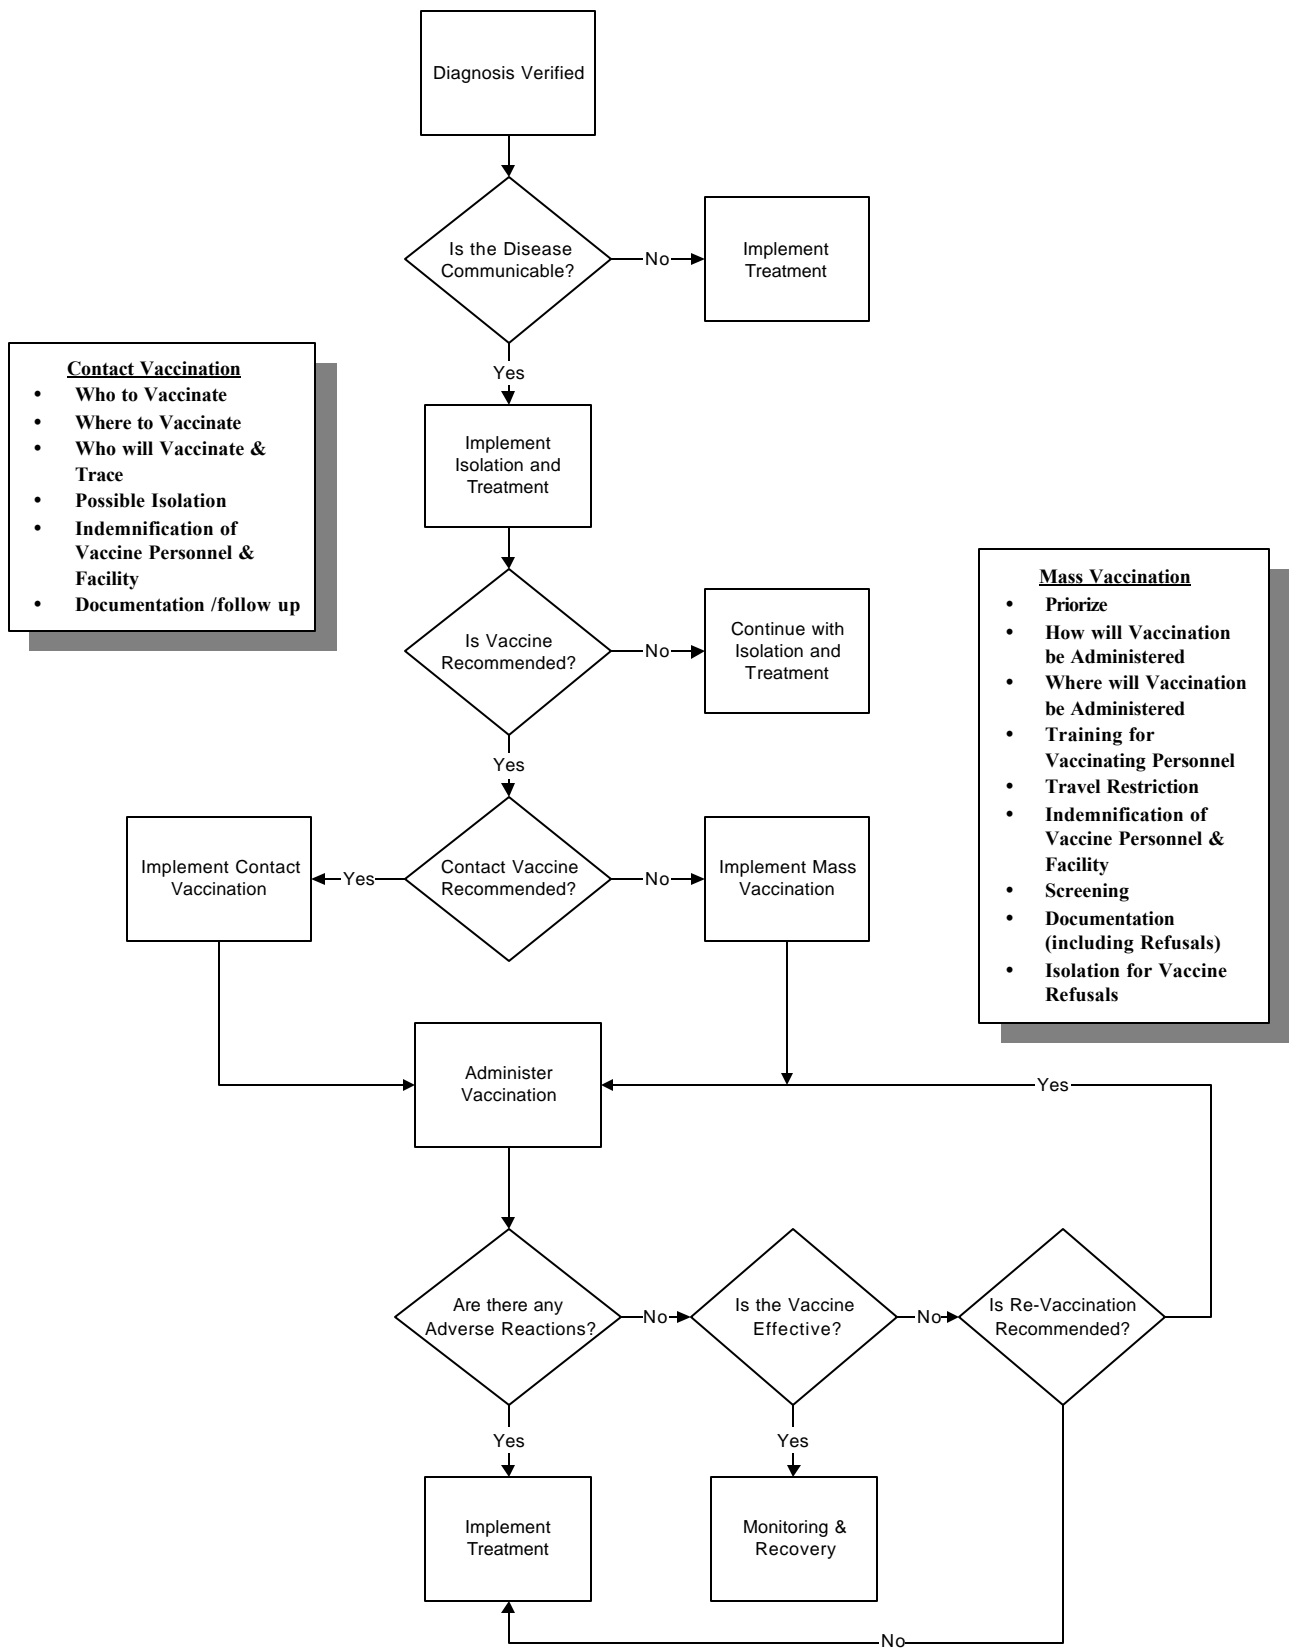 Diagnosis Verified
Is the Disease
Communicable?
No
Implement
Treatment
Yes
Contact Vaccination
• Who to Vaccinate
• Where to Vaccinate
• Who will Vaccinate &
Trace
• Possible Isolation
• Indemnification of
Vaccine Personnel &
Facility
• Documentation /follow up
Implement
Isolation and
Treatment
Is Vaccine
Recommended?
No
Continue with
Isolation and
Treatment
Yes
Mass Vaccination
• Priorize
• How will Vaccination
be Administered
• Where will Vaccination
be Administered
• Training for
Vaccinating Personnel
• Travel Restriction
• Indemnification of
Vaccine Personnel &
Facility
• Screening
• Documentation
(including Refusals)
• Isolation for Vaccine
Refusals
Implement Contact
Vaccination
Yes
Contact Vaccine
Recommended?
No
Implement Mass
Vaccination
Administer
Vaccination
Yes
Are there any
Adverse Reactions?
No
Is the Vaccine
Effective?
No
Is Re-Vaccination
Recommended?
Yes
Yes
Implement
Treatment
Monitoring &
Recovery
No